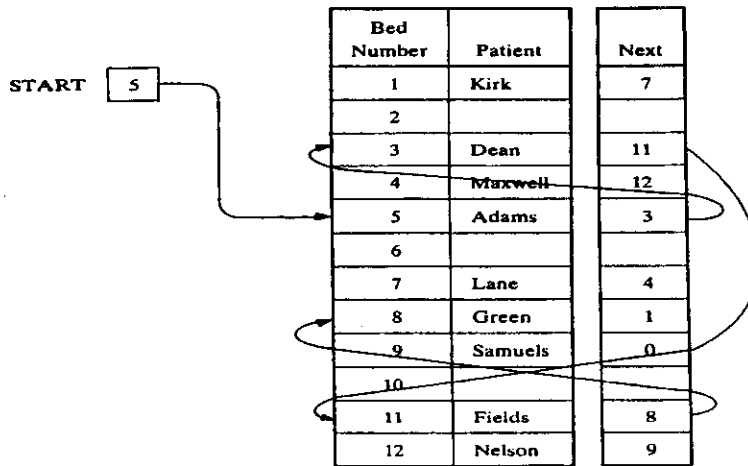 Bed
Number Patient Next
START 5 1 Kirk 7
2
3 Dean 11
4 Maxwell 12
5 Adams 3
6
7 Lane 4
8 Green 1
9 Samuels 0
10
11 Fields 8
12 Nelson 9